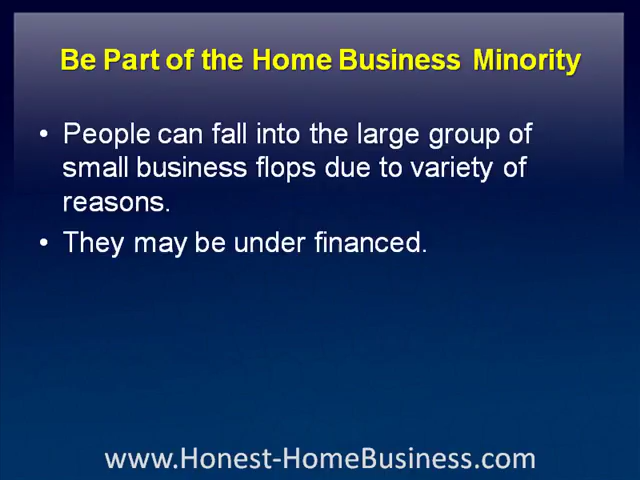 Be Part of the Home Business Minority
• People can fall into the large group of
small business flops due to variety of
reasons.
• They may be under financed.
www.Honest-HomeBusiness.com